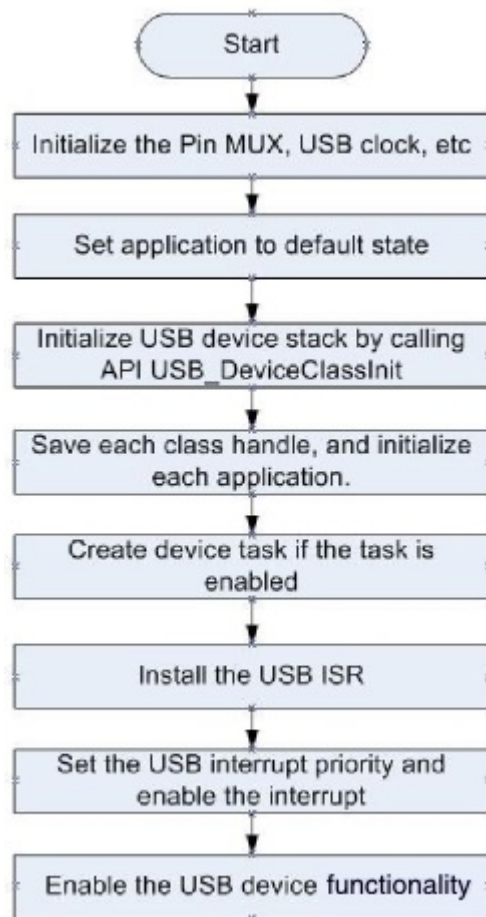 Start
Initialize the Pin MUX, USB clock, etc
Set application to default state
Initialize USB device stack by calling
API USB_DeviceClassInit
Save each class handle, and initialize
each application.
Create device task if the task is
enabled
Install the USB ISR
Set the USB interrupt priority and
enable the interrupt
Enable the USB device functionality